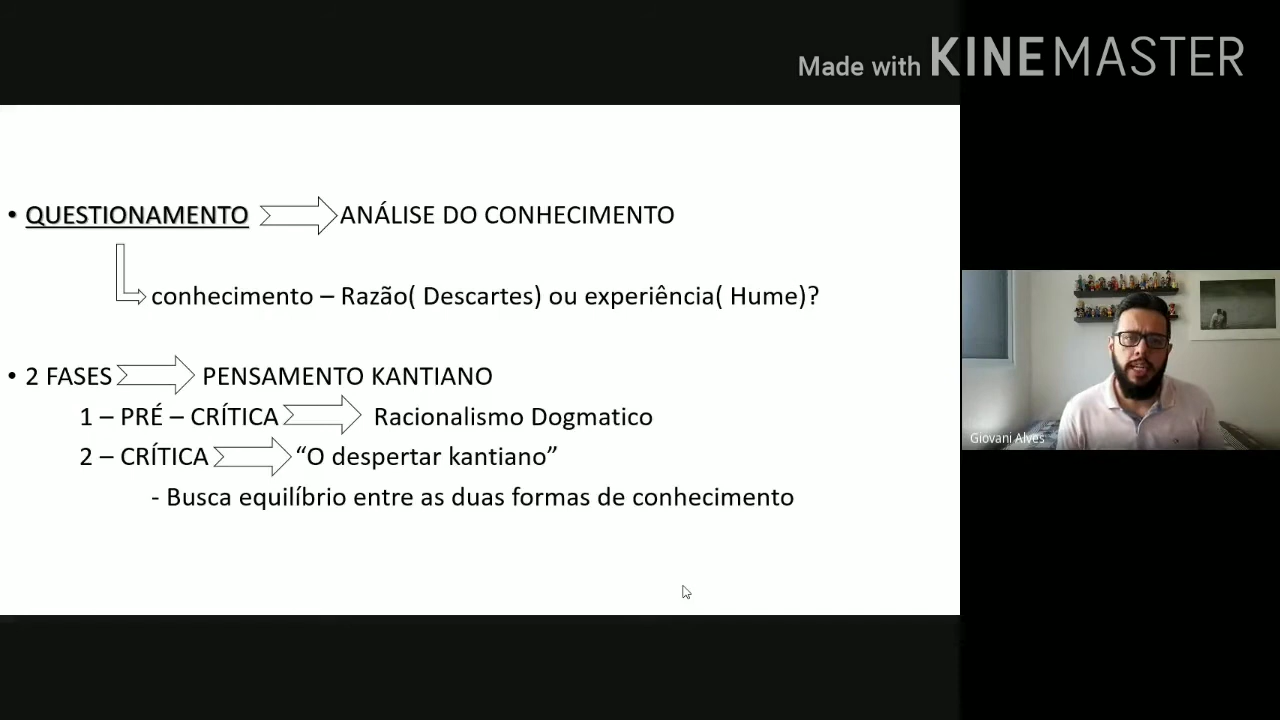 Made with KINEMASTER
• QUESTIONAMENTO ANÁLISE DO CONHECIMENTO
conhecimento – Razão( Descartes) ou experiência( Hume)?
• 2 FASES PENSAMENTO KANTIANO
1 – PRÉ – CRÍTICA Racionalismo Dogmatico
2 – CRÍTICA “O despertar kantiano”
- Busca equilíbrio entre as duas formas de conhecimento
Giovani Alves